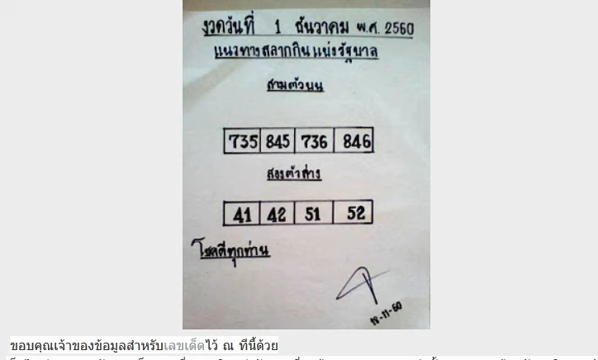 งวดวันที่ 1 ธันวาคม พ.ศ. 2560
แนวทางสลากกินแบ่งรัฐบาล
สามตัวบน
735 845 736 846
สองตัวล่าง
41 42 51 52
โชคดีทุกท่าน
18-11-60
ขอบคุณเจ้าของข้อมูลสำหรับเลขเด็ดไว้ ณ ทีนี้ด้วย